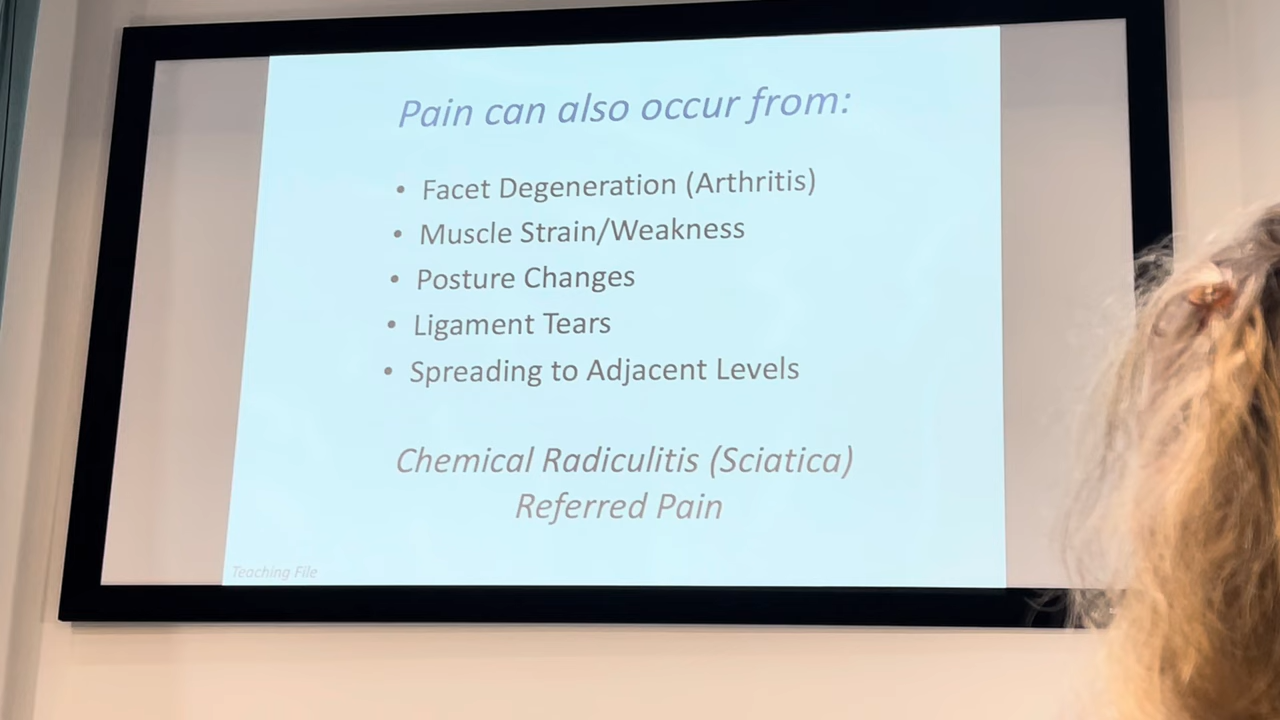 Pain can also occur from:
• Facet Degeneration (Arthritis)
• Muscle Strain/Weakness
• Posture Changes
• Ligament Tears
• Spreading to Adjacent Levels
Chemical Radiculitis (Sciatica)
Referred Pain
Teaching File